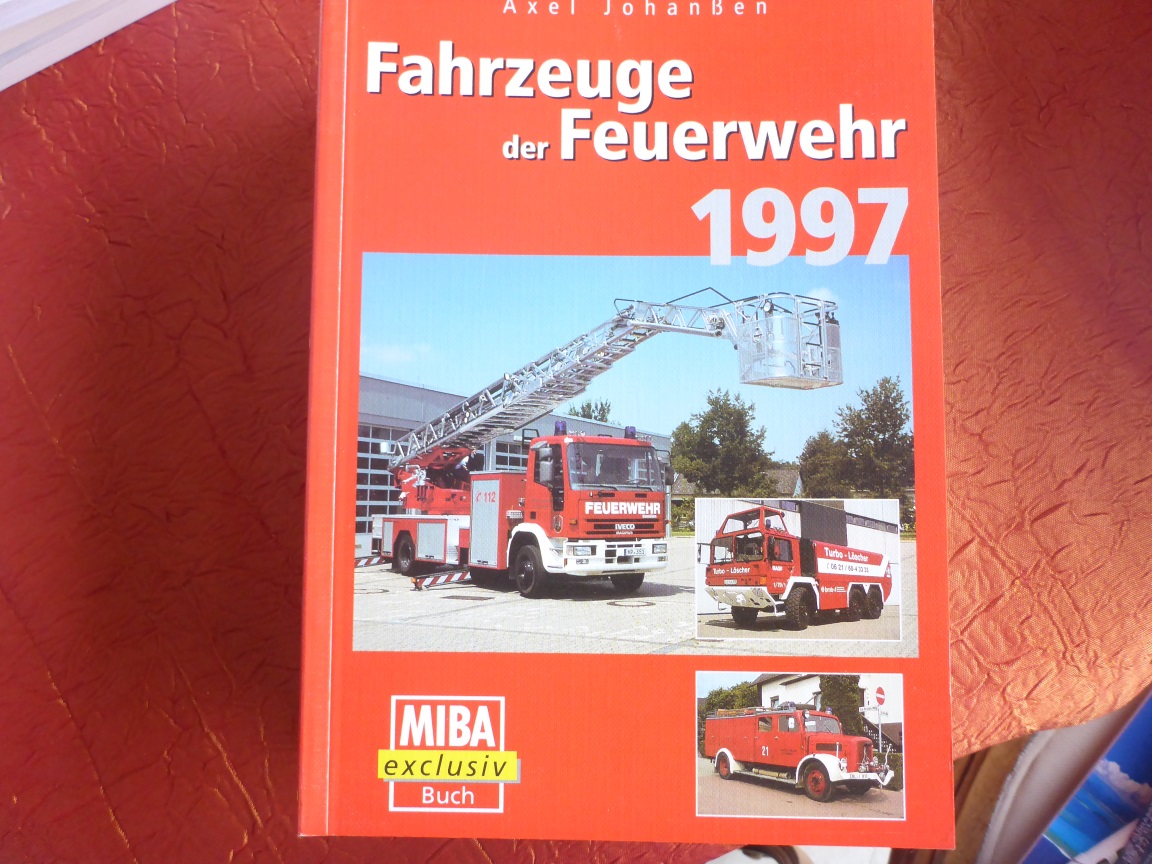 Axel Johanßen
Fahrzeuge
der Feuerwehr
1997
112
FEUERWEHR
IVECO
Turbo - Löscher
Turbo - Löscher
21
MIBA
exclusiv
Buch